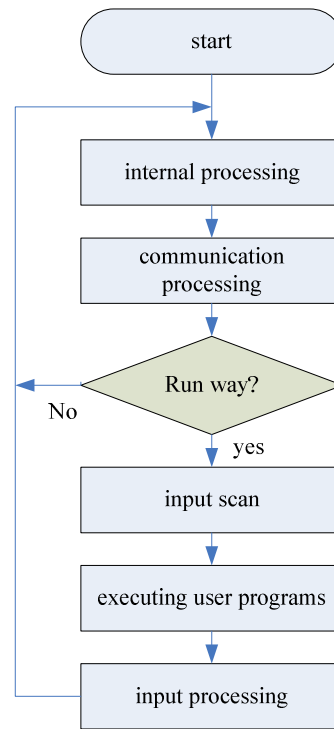 start
internal processing
communication
processing
Run way?
No
yes
input scan
executing user programs
input processing